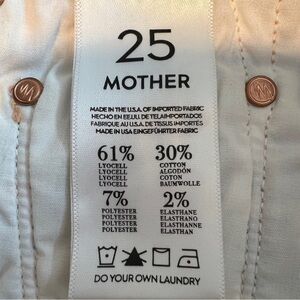 25
MOTHER
MADE IN THE U.S.A. OF IMPORTED FABRIC
HECHO EN EE.UU. DE TELA IMPORTADOS
FABRIQUE AU U.S.A. DE TISSUS IMPORTÉS
MADE IN USA EINGEFÜHRTER FABRIC
61% 30%
LYOCELL COTTON
LYOCELL ALGODÓN
LYOCELL COTON
LYOCELL BAUMWOLLE
7% 2%
POLYESTER ELASTHANE
POLYESTER ELASTHANO
POLYESTER ELASTHANNE
POLYESTER ELASTHAN
DO YOUR OWN LAUNDRY